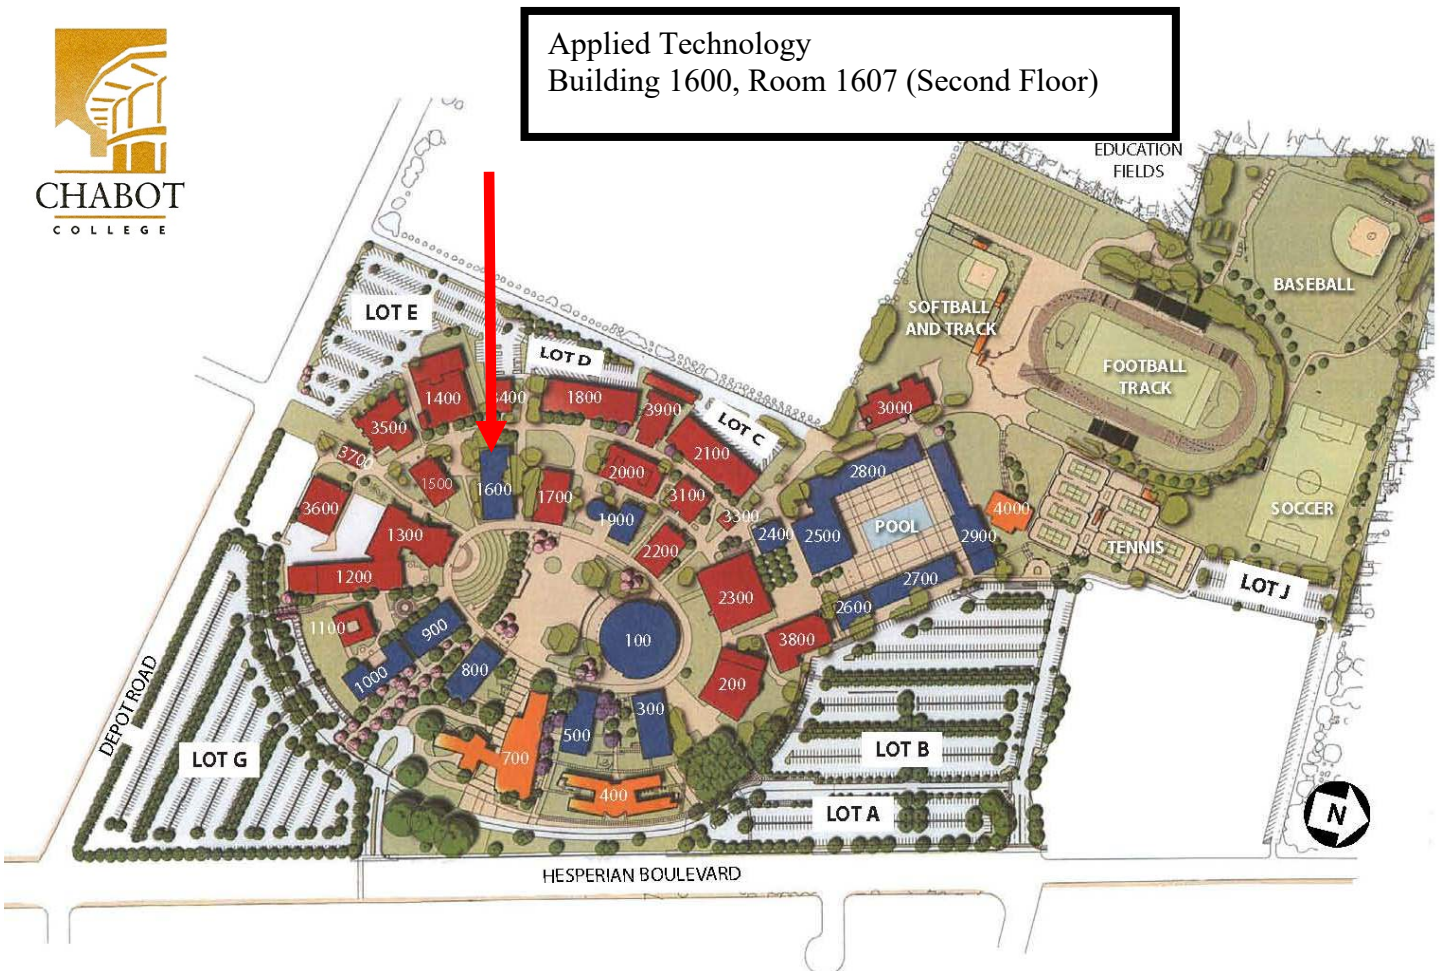 Applied Technology
Building 1600, Room 1607 (Second Floor)
CHABOT
COLLEGE
EDUCATION
FIELDS
BASEBALL
SOFTBALL
AND TRACK
FOOTBALL
TRACK
SOCCER
TENNIS
LOT E
LOT D
LOT C
1400
400
1800
3900
3000
3500
3700
1500
1600
1700
2000
2100
3100
3300
1900
2200
2400
2500
2800
POOL
2900
4000
3600
1300
1200
1100
900
1000
800
100
2300
2700
2600
3800
200
300
500
700
400
LOT J
LOT B
LOT A
LOT G
DEPOT ROAD
HESPERIAN BOULEVARD
N